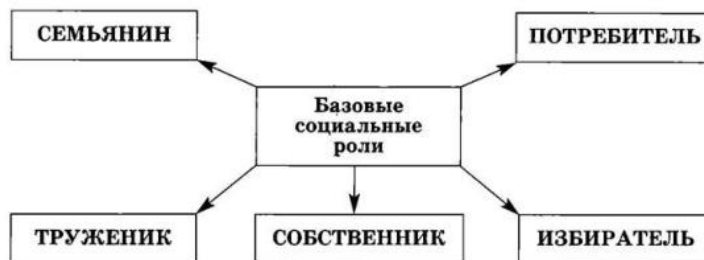 СЕМЬЯНИН
ПОТРЕБИТЕЛЬ
Базовые
социальные
роли
ТРУЖЕНИК
СОБСТВЕННИК
ИЗБИРАТЕЛЬ